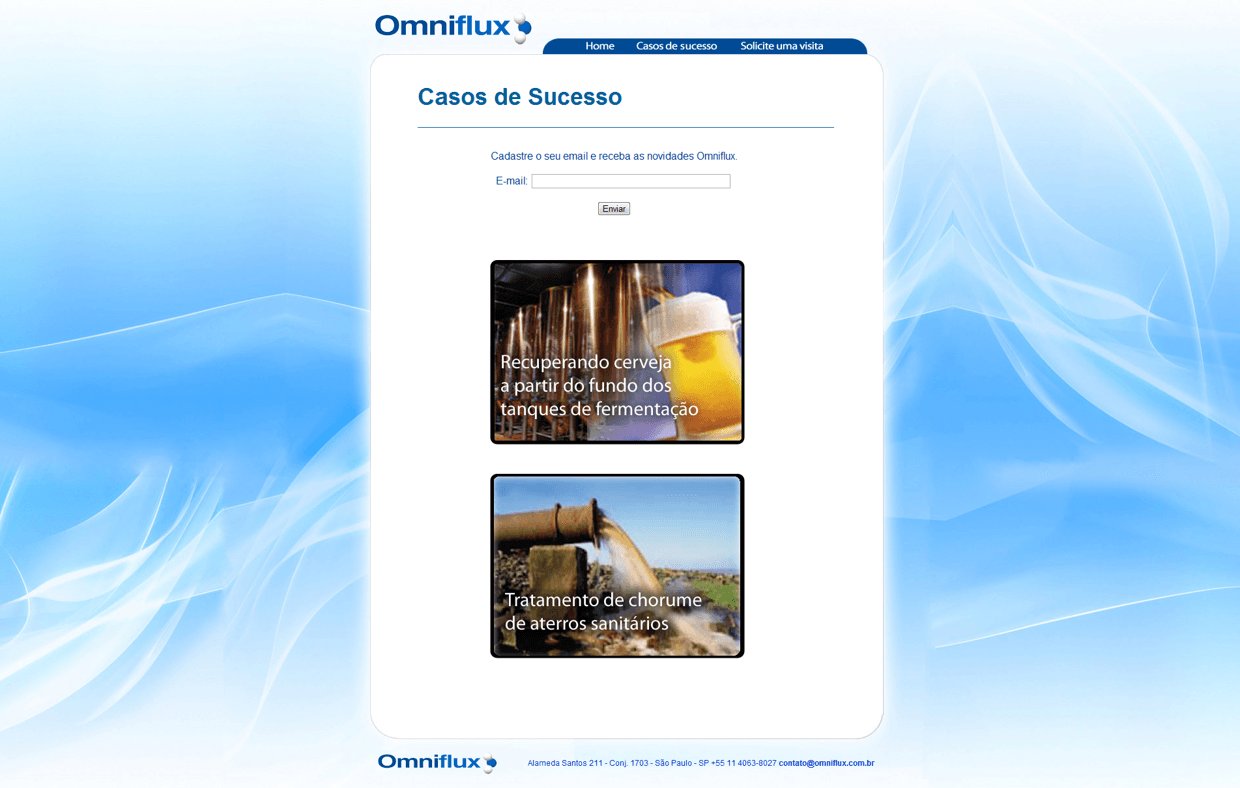 Omniflux
Home Casos de sucesso Solicite uma visita
Casos de Sucesso
Cadastre o seu email e receba as novidades Omniflux.
E-mail:
Enviar
Recuperando cerveja
a partir do fundo dos
tanques de fermentação
Tratamento de chorume
de aterros sanitários
Omniflux
Alameda Santos 211 - Conj. 1703 - São Paulo - SP +55 11 4063-8027 contato@omniflux.com.br